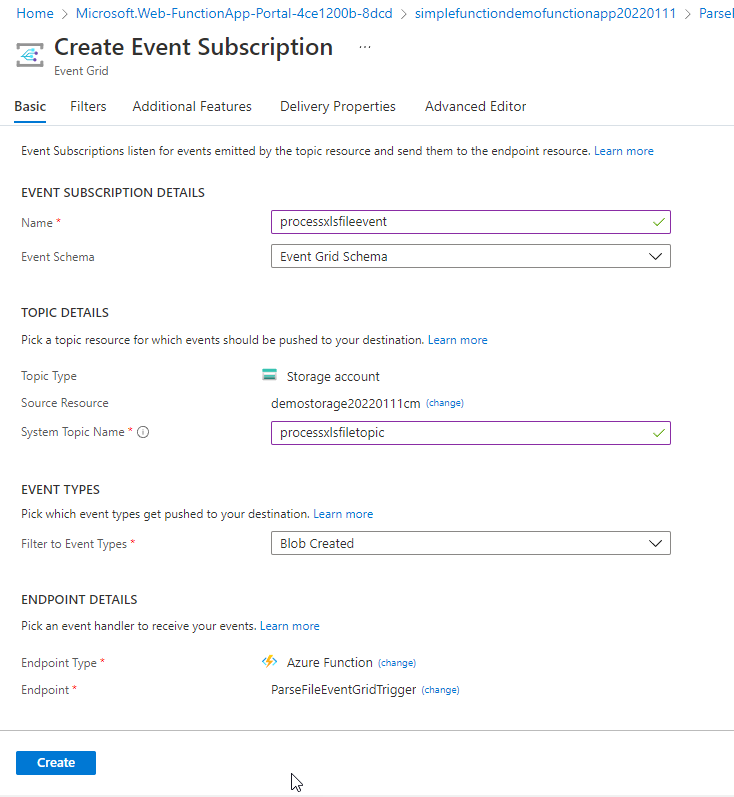 Home > Microsoft.Web-FunctionApp-Portal-4ce1200b-8dcd > simplefunctiondemofunctionapp20220111 >
Create Event Subscription ...
Event Grid
Basic Filters Additional Features Delivery Properties Advanced Editor
Event Subscriptions listen for events emitted by the topic resource and send them to the endpoint resource. Learn more
EVENT SUBSCRIPTION DETAILS
Name * processxlsfileevent
Event Schema Event Grid Schema
TOPIC DETAILS
Pick a topic resource for which events should be pushed to your destination. Learn more
Topic Type Storage account
Source Resource demostorage20220111cm (change)
System Topic Name * processxlsfiletopic
EVENT TYPES
Pick which event types get pushed to your destination. Learn more
Filter to Event Types * Blob Created
ENDPOINT DETAILS
Pick an event handler to receive your events. Learn more
Endpoint Type * Azure Function (change)
Endpoint * ParseFileEventGridTrigger (change)
Create